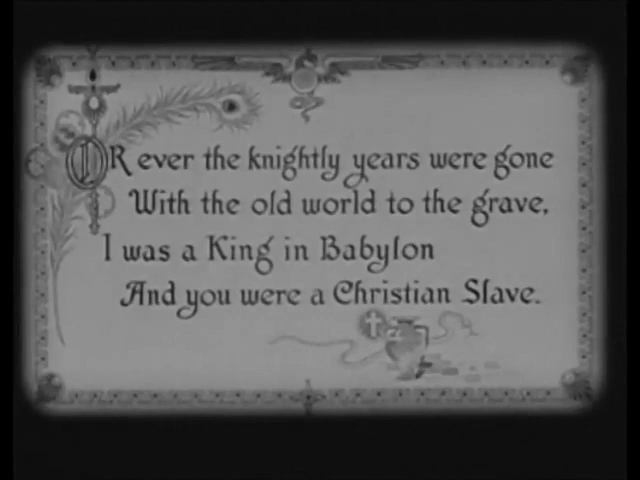 OR ever the knightly years were gone
With the old world to the grave,
I was a King in Babylon
And you were a Christian Slave.